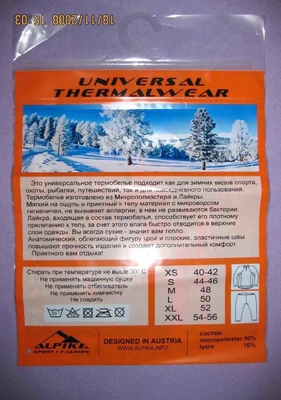 18/11/2008 15:03
UNIVERSAL
THERMALWEAR
Это универсальное термобелье подходит как для зимних видов спорта,
охоты, рыбалки, путешествий, так и для повседневного пользования.
Термобелье изготовлено из Микрополиэстера и Лайкры.
Мягкий на ощупь и приятный к телу материал с микроворсом
гигиеничен, не вызывает аллергии, в нем не развиваются бактерии.
Лайкра, входящая в состав термобелья, способствует его плотному
прилеганию к телу, за счет этого влага быстро отводится в верхние
слои одежды. Вы всегда сухие - значит вам тепло.
Анатомический, облегающий фигуру крой и плоские, эластичные швы
повышают прочность изделия и создают дополнительный комфорт.
Приятного вам отдыха!
Стирать при температуре не выше 30° C
Не применять машинную сушку
Не применять отбеливатель
Не применять химчистку
Не гладить
XS 40-42
S 44-46
M 48
L 50
XL 52
XXL 54-56
ALPIKA
SPORT & FASHION
DESIGNED IN AUSTRIA
WWW.ALPIKA.INFO
состав:
micropoliester 90%
lycra 10%